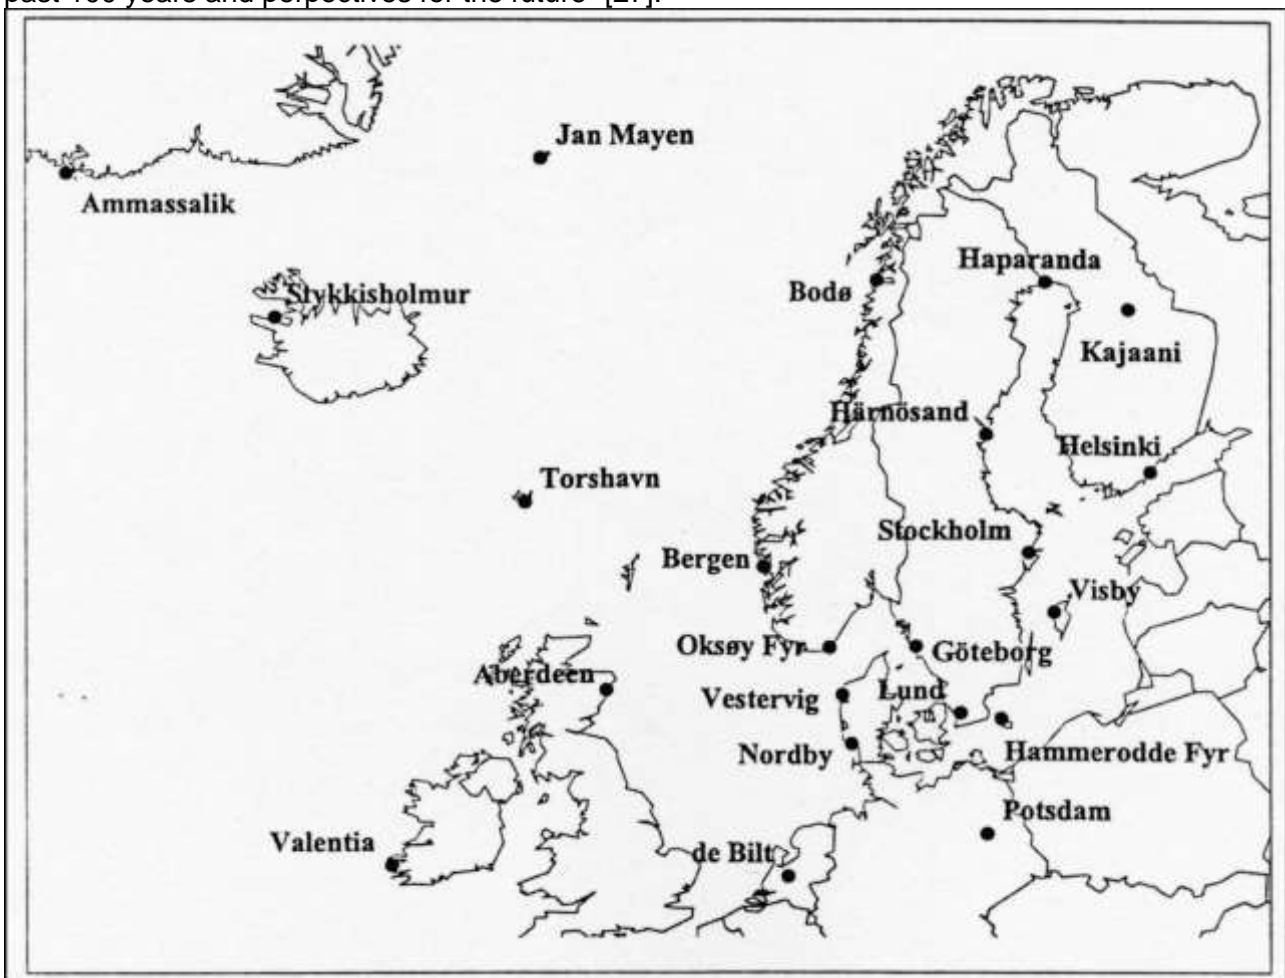 past 100 years and perpectives for the future" [27].
Jan Mayen
Ammassalik
Haparanda
Bodø
Stykkisholmur
Kajaani
Härnösand
Helsinki
Torshavn
Stockholm
Bergen
Visby
Oksøy Fyr
Göteborg
Aberdeen
Vestervig
Lund
Nordby
Hammerodde Fyr
Potsdam
Valentia
de Bilt